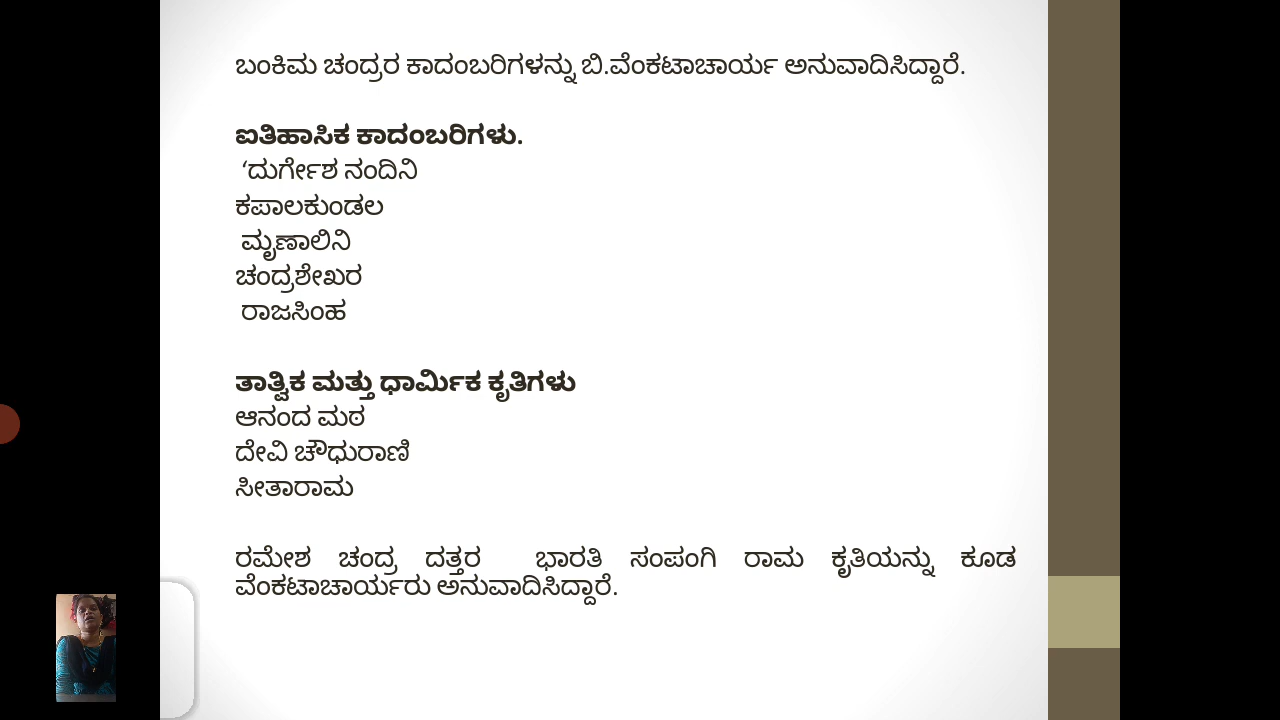 ಬಂಕಿಮ ಚಂದ್ರರ ಕಾದಂಬರಿಗಳನ್ನು ಬಿ.ವೆಂಕಟಾಚಾರ್ಯ ಅನುವಾದಿಸಿದ್ದಾರೆ.
ಐತಿಹಾಸಿಕ ಕಾದಂಬರಿಗಳು.
‘ದುರ್ಗೇಶ ನಂದಿನಿ
ಕಪಾಲಕುಂಡಲ
ಮೃಣಾಲಿನಿ
ಚಂದ್ರಶೇಖರ
ರಾಜಸಿಂಹ
ತಾತ್ವಿಕ ಮತ್ತು ಧಾರ್ಮಿಕ ಕೃತಿಗಳು
ಆನಂದ ಮಠ
ದೇವಿ ಚೌಧುರಾಣಿ
ಸೀತಾರಾಮ
ರಮೇಶ ಚಂದ್ರ ದತ್ತರ ಭಾರತಿ ಸಂಪಂಗಿ ರಾಮ ಕೃತಿಯನ್ನು ಕೂಡ
ವೆಂಕಟಾಚಾರ್ಯರು ಅನುವಾದಿಸಿದ್ದಾರೆ.